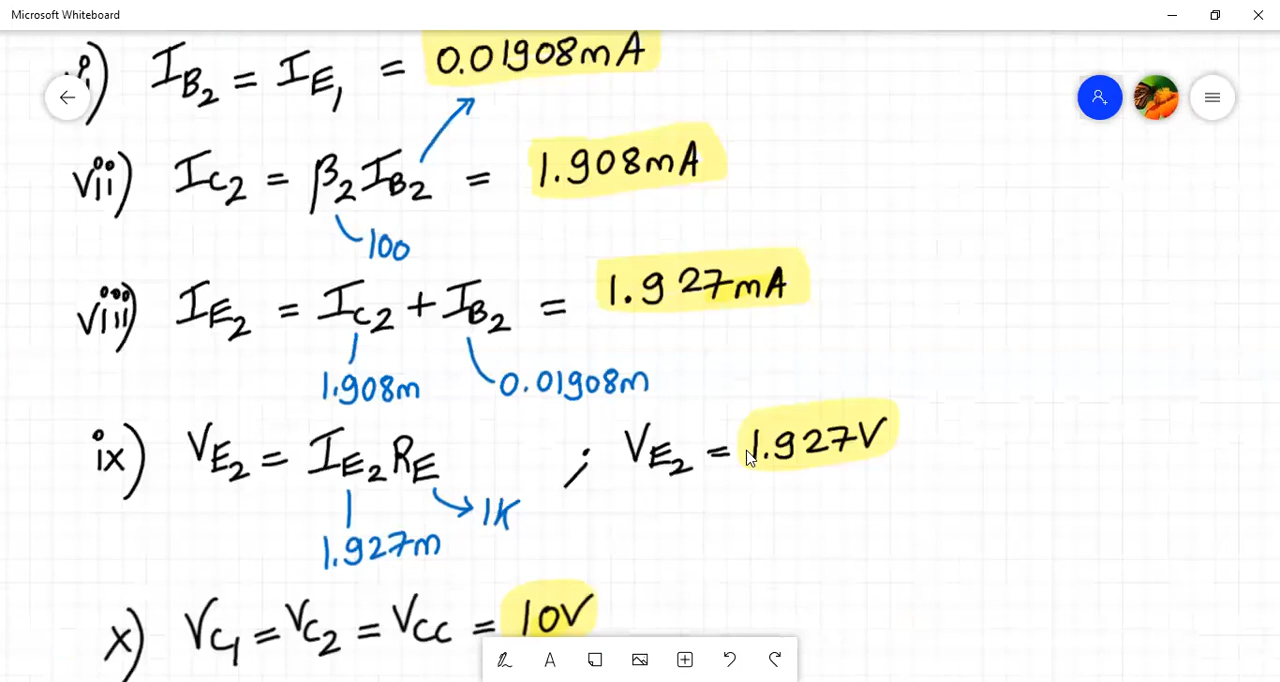 Microsoft Whiteboard
i) IB2 = IE1 = 0.01908mA
vii) IC2 = β2IB2 = 1.908mA
100
viii) IE2 = IC2 + IB2 = 1.927mA
1.908m 0.01908m
ix) VE2 = IE2RE ; VE2 = 1.927V
1K
1.927m
x) VC1 = VC2 = VCC = 10V
A